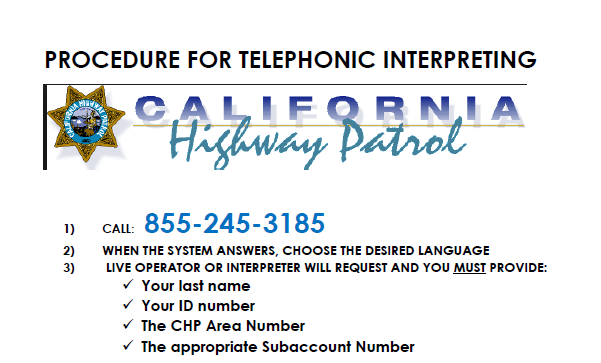 PROCEDURE FOR TELEPHONIC INTERPRETING
CALIFORNIA
Highway Patrol
1) CALL: 855-245-3185
2) WHEN THE SYSTEM ANSWERS, CHOOSE THE DESIRED LANGUAGE
3) LIVE OPERATOR OR INTERPRETER WILL REQUEST AND YOU MUST PROVIDE:
✓ Your last name
✓ Your ID number
✓ The CHP Area Number
✓ The appropriate Subaccount Number